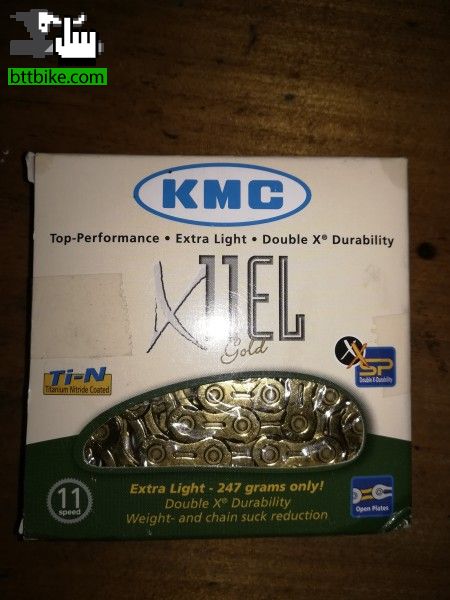 bttbike.com
KMC
Top-Performance • Extra Light • Double X® Durability
X11EL
Gold
XSP
Double X-Durability
Ti-N
Titanium Nitride Coated
11
speed
Extra Light - 247 grams only!
Double X® Durability
Weight- and chain suck reduction
Open Plates